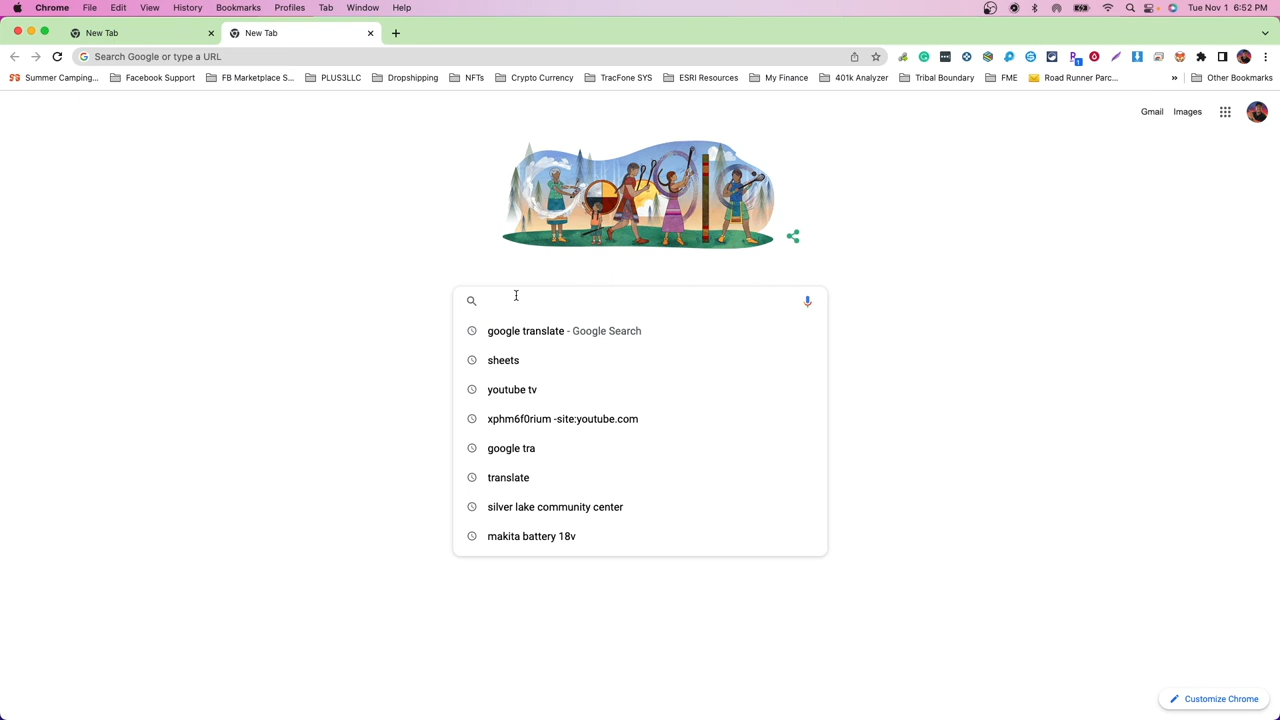 Chrome File Edit View History Bookmarks Profiles Tab Window Help Tue Nov 1 6:52 PM
New Tab New Tab
Search Google or type a URL
Summer Camping... Facebook Support FB Marketplace S... PLUS3LLC Dropshipping NFTs Crypto Currency TracFone SYS ESRI Resources My Finance 401k Analyzer Tribal Boundary FME Road Runner Parc... » Other Bookmarks
Gmail Images
google translate - Google Search
sheets
youtube tv
xphm6f0rium -site:youtube.com
google tra
translate
silver lake community center
makita battery 18v
Customize Chrome